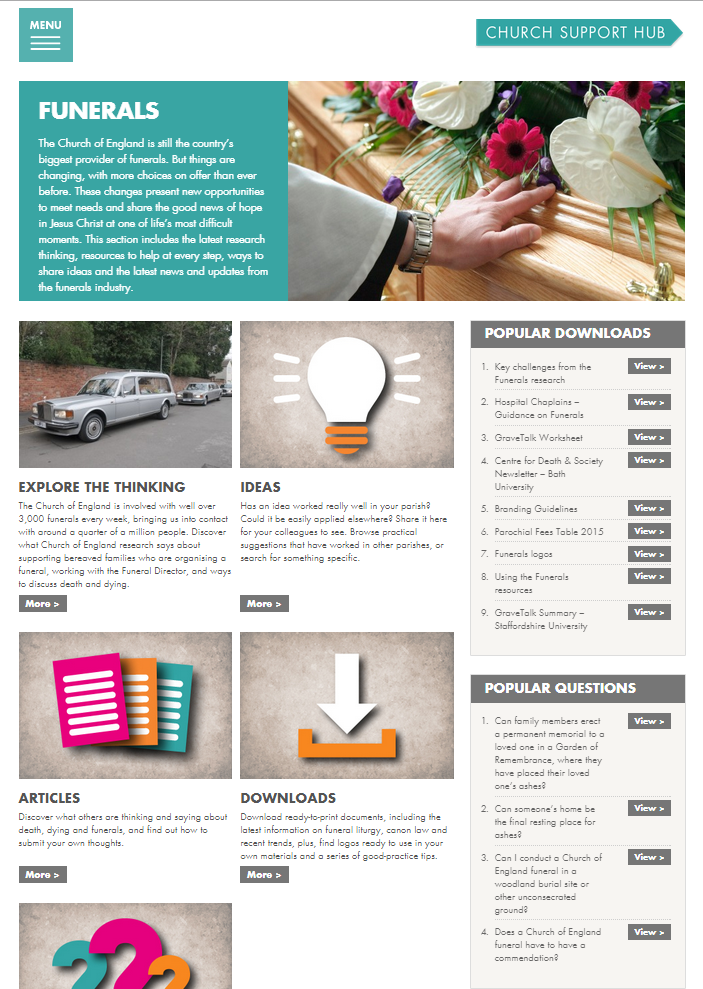 MENU
CHURCH SUPPORT HUB
FUNERALS
The Church of England is still the country's
biggest provider of funerals. But things are
changing, with more choices on offer than ever
before. These changes present new opportunities
to meet needs and share the good news of hope
in Jesus Christ at one of life's most difficult
moments. This section includes the latest research
thinking, resources to help at every step, ways to
share ideas and the latest news and updates from
the funerals industry.
EXPLORE THE THINKING
The Church of England is involved with well over
3,000 funerals every week, bringing us into contact
with around a quarter of a million people. Discover
what Church of England research says about
supporting bereaved families who are organising a
funeral, working with the Funeral Director, and ways
to discuss death and dying.
More >
IDEAS
Has an idea worked really well in your parish?
Could it be easily applied elsewhere? Share it here
for your colleagues to see. Browse practical
suggestions that have worked in other parishes, or
search for something specific.
More >
ARTICLES
Discover what others are thinking and saying about
death, dying and funerals, and find out how to
submit your own thoughts.
More >
DOWNLOADS
Download ready-to-print documents, including the
latest information on funeral liturgy, canon law and
recent trends, plus, find logos ready to use in your
own materials and a series of good-practice tips.
More >
POPULAR DOWNLOADS
1. Key challenges from the View >
Funerals research
2. Hospital Chaplains – View >
Guidance on Funerals
3. GraveTalk Worksheet View >
4. Centre for Death & Society View >
Newsletter – Bath
University
5. Branding Guidelines View >
6. Parochial Fees Table 2015 View >
7. Funerals logos View >
8. Using the Funerals View >
resources
9. GraveTalk Summary – View >
Staffordshire University
POPULAR QUESTIONS
1. Can family members erect View >
a permanent memorial to a
loved one in a Garden of
Remembrance, where they
have placed their loved
one's ashes?
2. Can someone's home be View >
the final resting place for
ashes?
3. Can I conduct a Church of View >
England funeral in a
woodland burial site or
other unconsecrated
ground?
4. Does a Church of England View >
funeral have to have a
commendation?
???